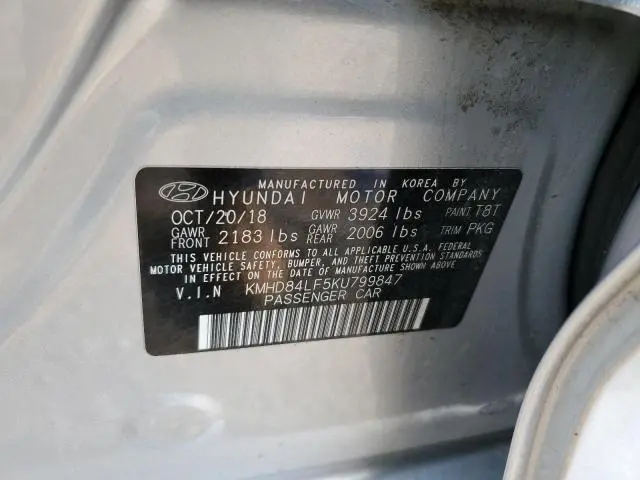 MANUFACTURED IN KOREA BY
HYUNDAI MOTOR COMPANY
OCT/20/18 GVWR 3924 lbs PAINT T8T
GAWR FRONT 2183 lbs GAWR REAR 2006 lbs TRIM PKG
THIS VEHICLE CONFORMS TO ALL APPLICABLE U.S.A. FEDERAL
MOTOR VEHICLE SAFETY, BUMPER, AND THEFT PREVENTION STANDARDS
IN EFFECT ON THE DATE OF MANUFACTURE SHOWN ABOVE.
V.I.N KMHD84LF5KU799847
PASSENGER CAR